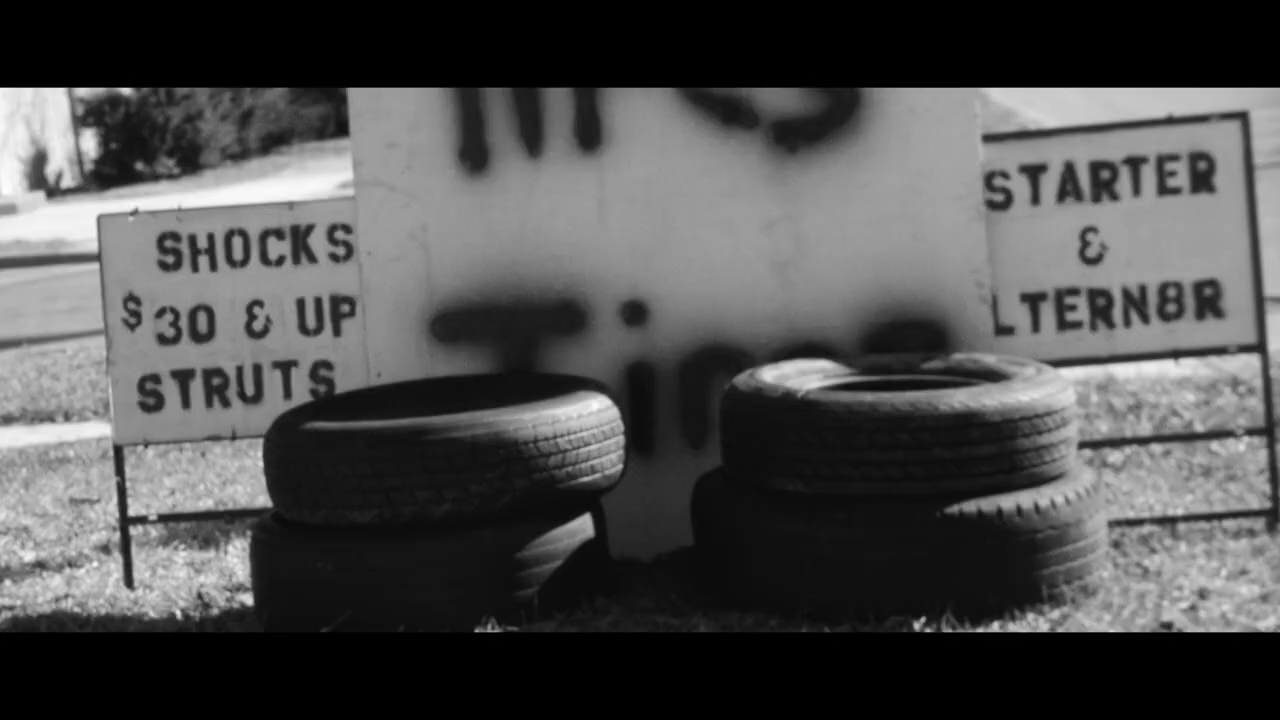 SHOCKS
$30 & UP
STRUTS
STARTER
&
LTERN8R